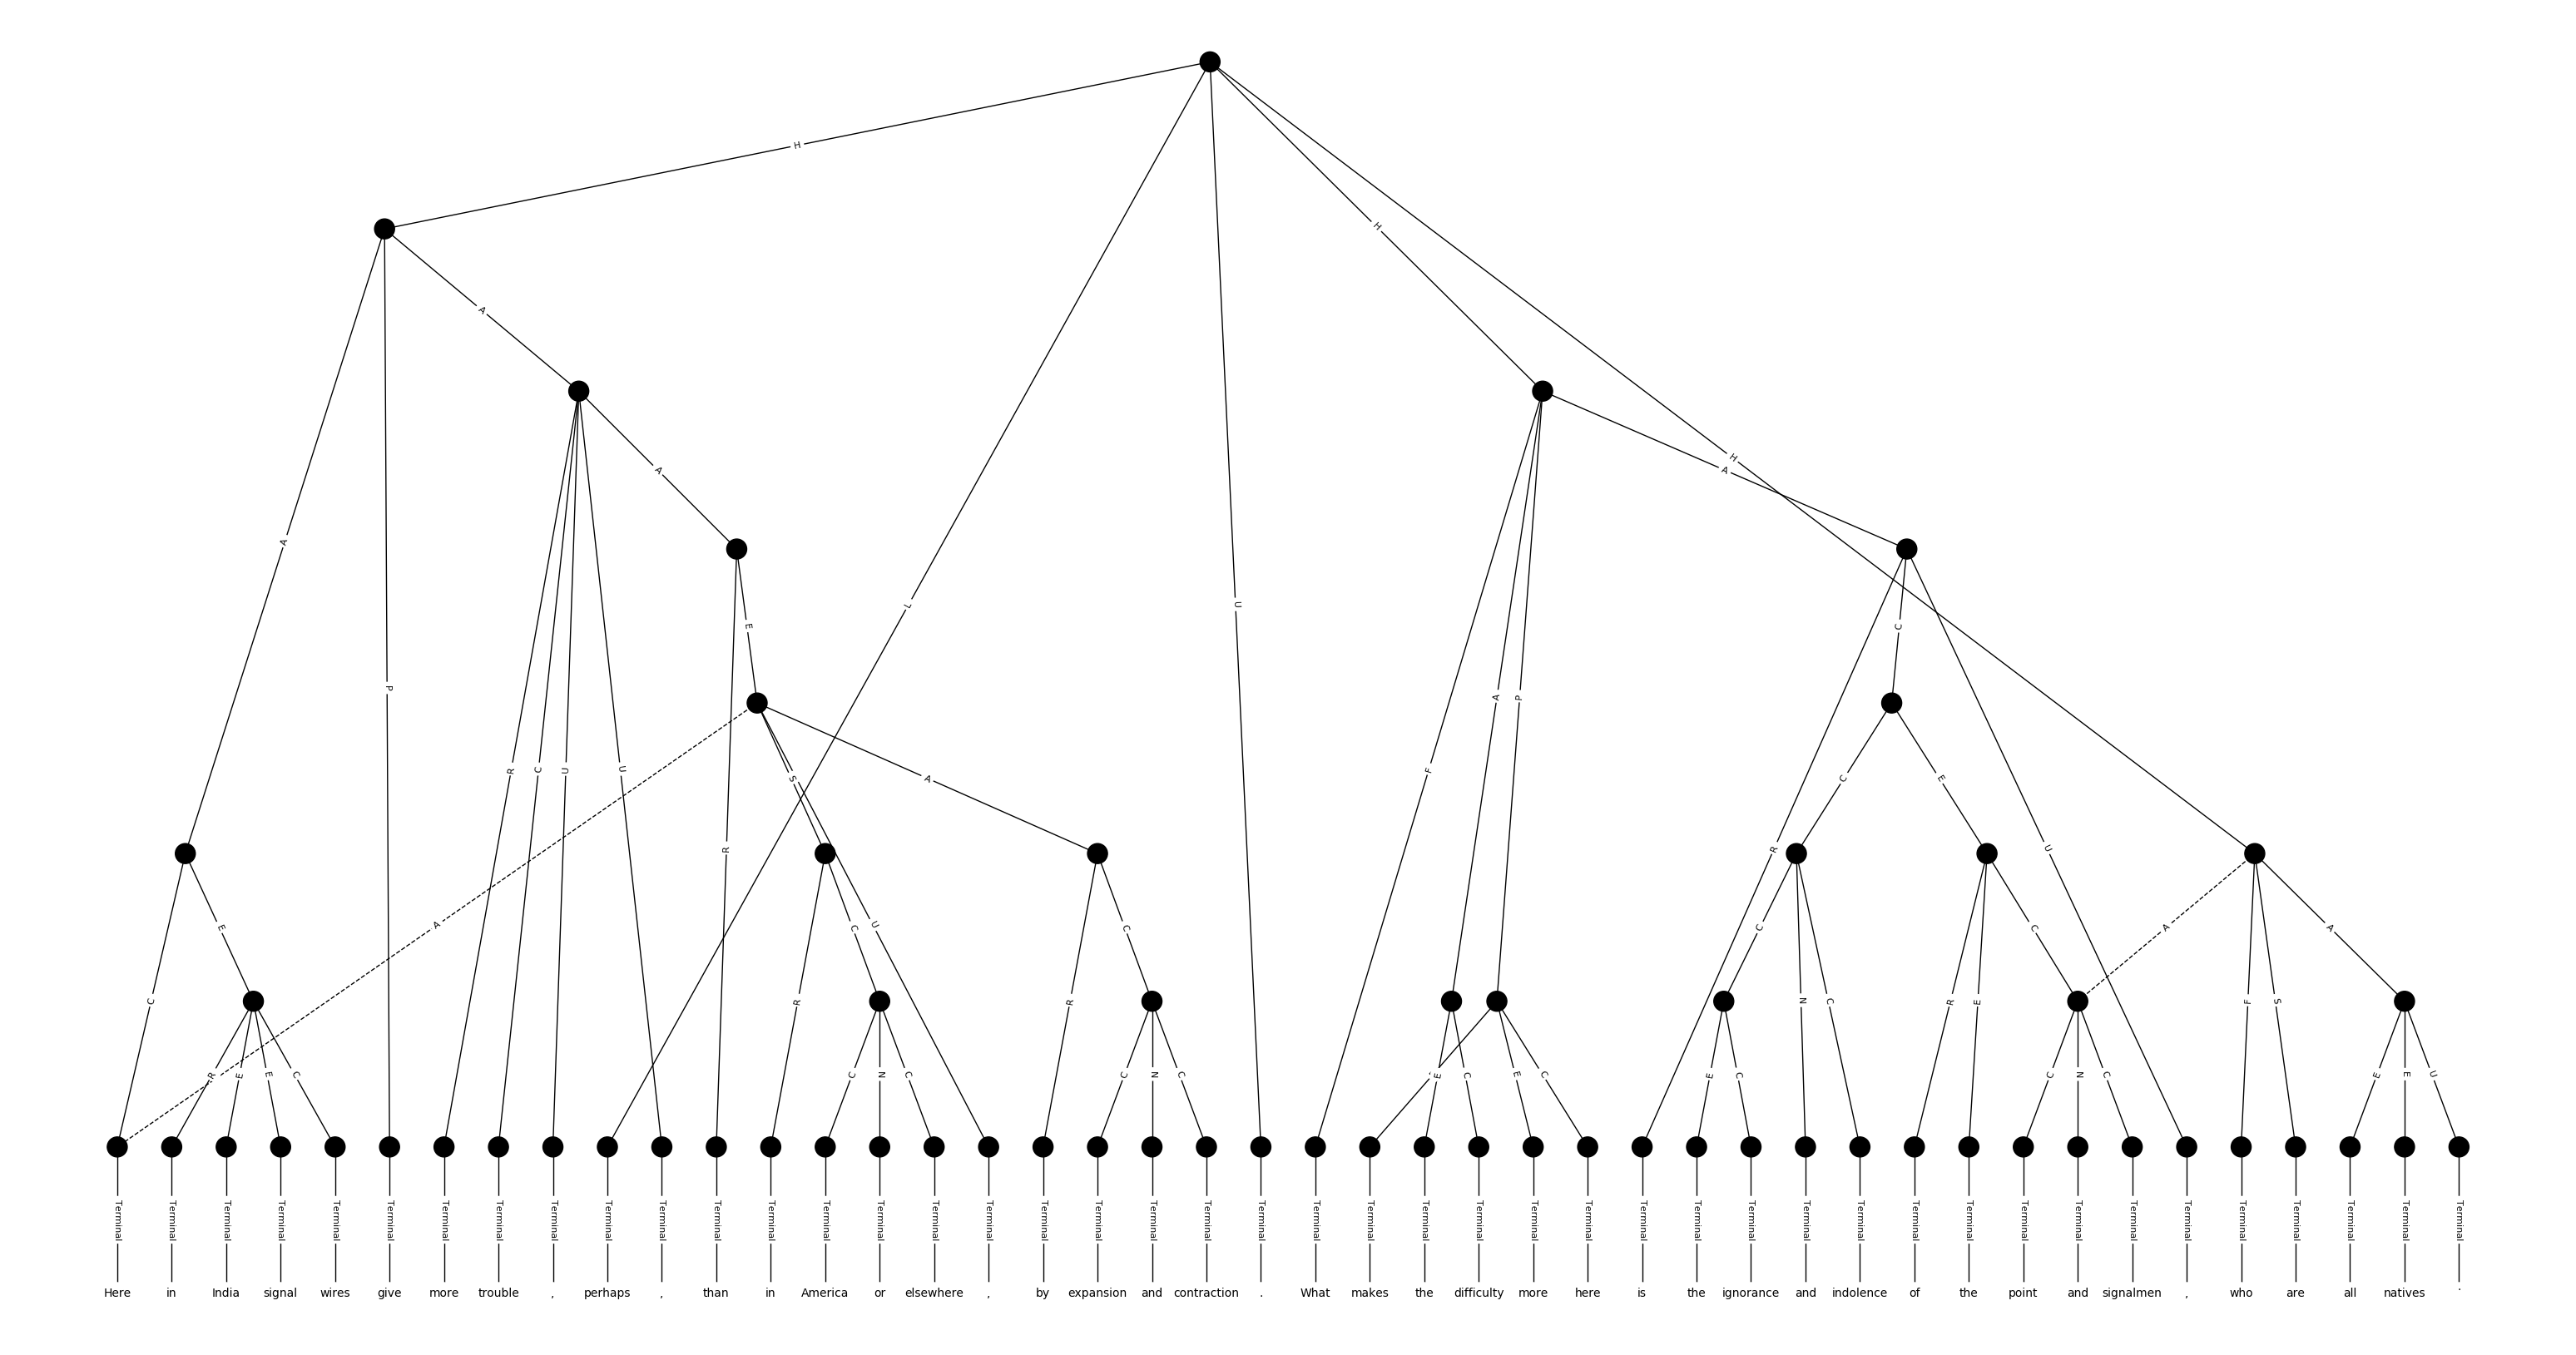 H
H
A
H
A
A
H
A
L
U
E
C
P
R
C
U
U
F
A
P
S
A
C
E
R
R
U
A
E
C
U
C
A
A
C
R
R
N
C
R
E
F
S
R
E
E
C
C
N
C
C
N
C
E
C
E
C
E
C
C
N
C
E
E
U
Terminal Terminal Terminal Terminal Terminal Terminal Terminal Terminal Terminal Terminal Terminal Terminal Terminal Terminal Terminal Terminal Terminal Terminal Terminal Terminal Terminal Terminal Terminal Terminal Terminal Terminal Terminal Terminal Terminal Terminal Terminal Terminal Terminal Terminal Terminal Terminal Terminal Terminal Terminal Terminal Terminal Terminal Terminal Terminal
Here in India signal wires give more trouble , perhaps , than in America or elsewhere , by expansion and contraction . What makes the difficulty more here is the ignorance and indolence of the point and signalmen , who are all natives .